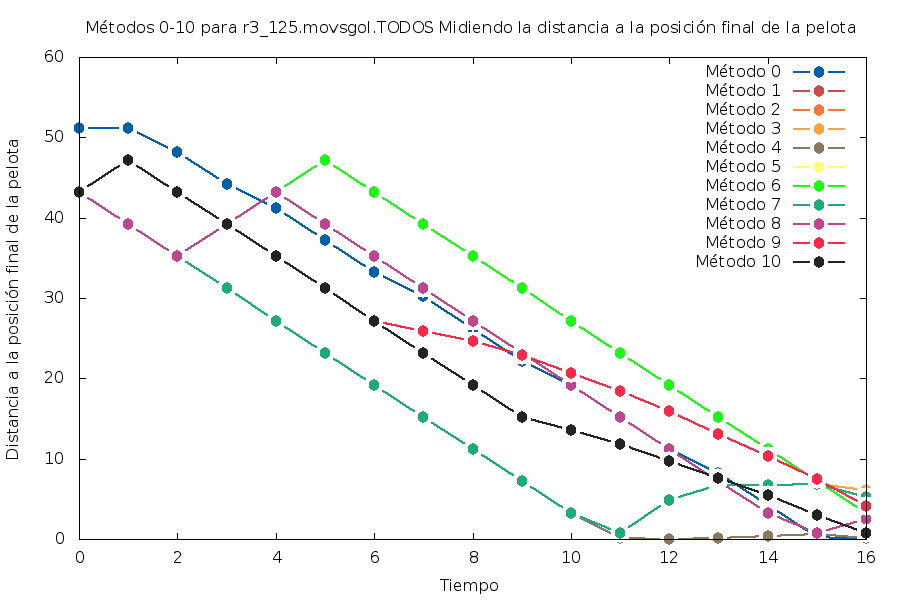 Métodos 0-10 para r3_125.movsgol.TODOS Midiendo la distancia a la posición final de la pelota
Distancia a la posición final de la pelota
60
50
40
30
20
10
0
Método 0
Método 1
Método 2
Método 3
Método 4
Método 5
Método 6
Método 7
Método 8
Método 9
Método 10
0 2 4 6 8 10 12 14 16
Tiempo